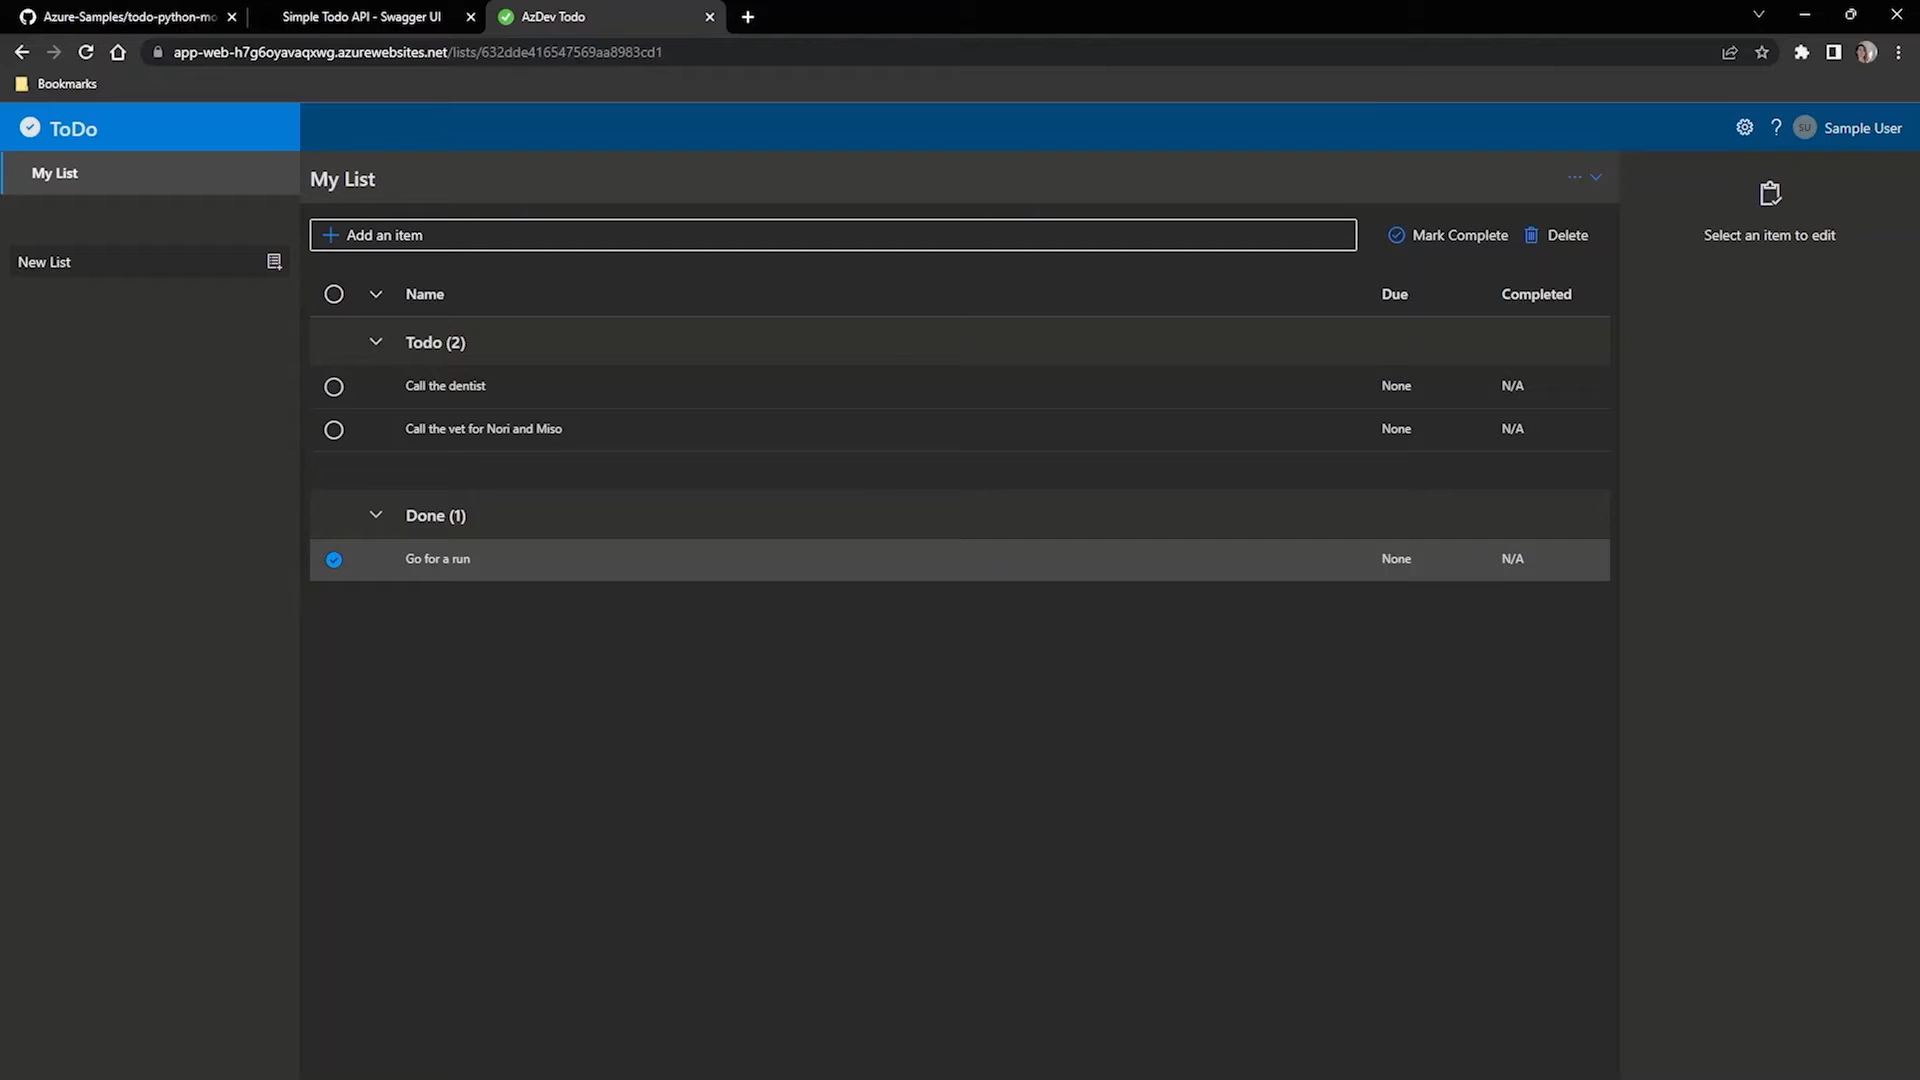 Azure-Samples/todo-python-mo
Simple Todo API - Swagger UI
AzDev Todo
app-web-h7g6oyavaqxwg.azurewebsites.net/lists/632dde416547569aa8983cd1
Bookmarks
ToDo
? SU Sample User
My List
My List
Select an item to edit
Add an item
Mark Complete
Delete
New List
Name Due Completed
Todo (2)
Call the dentist None N/A
Call the vet for Nori and Miso None N/A
Done (1)
Go for a run None N/A